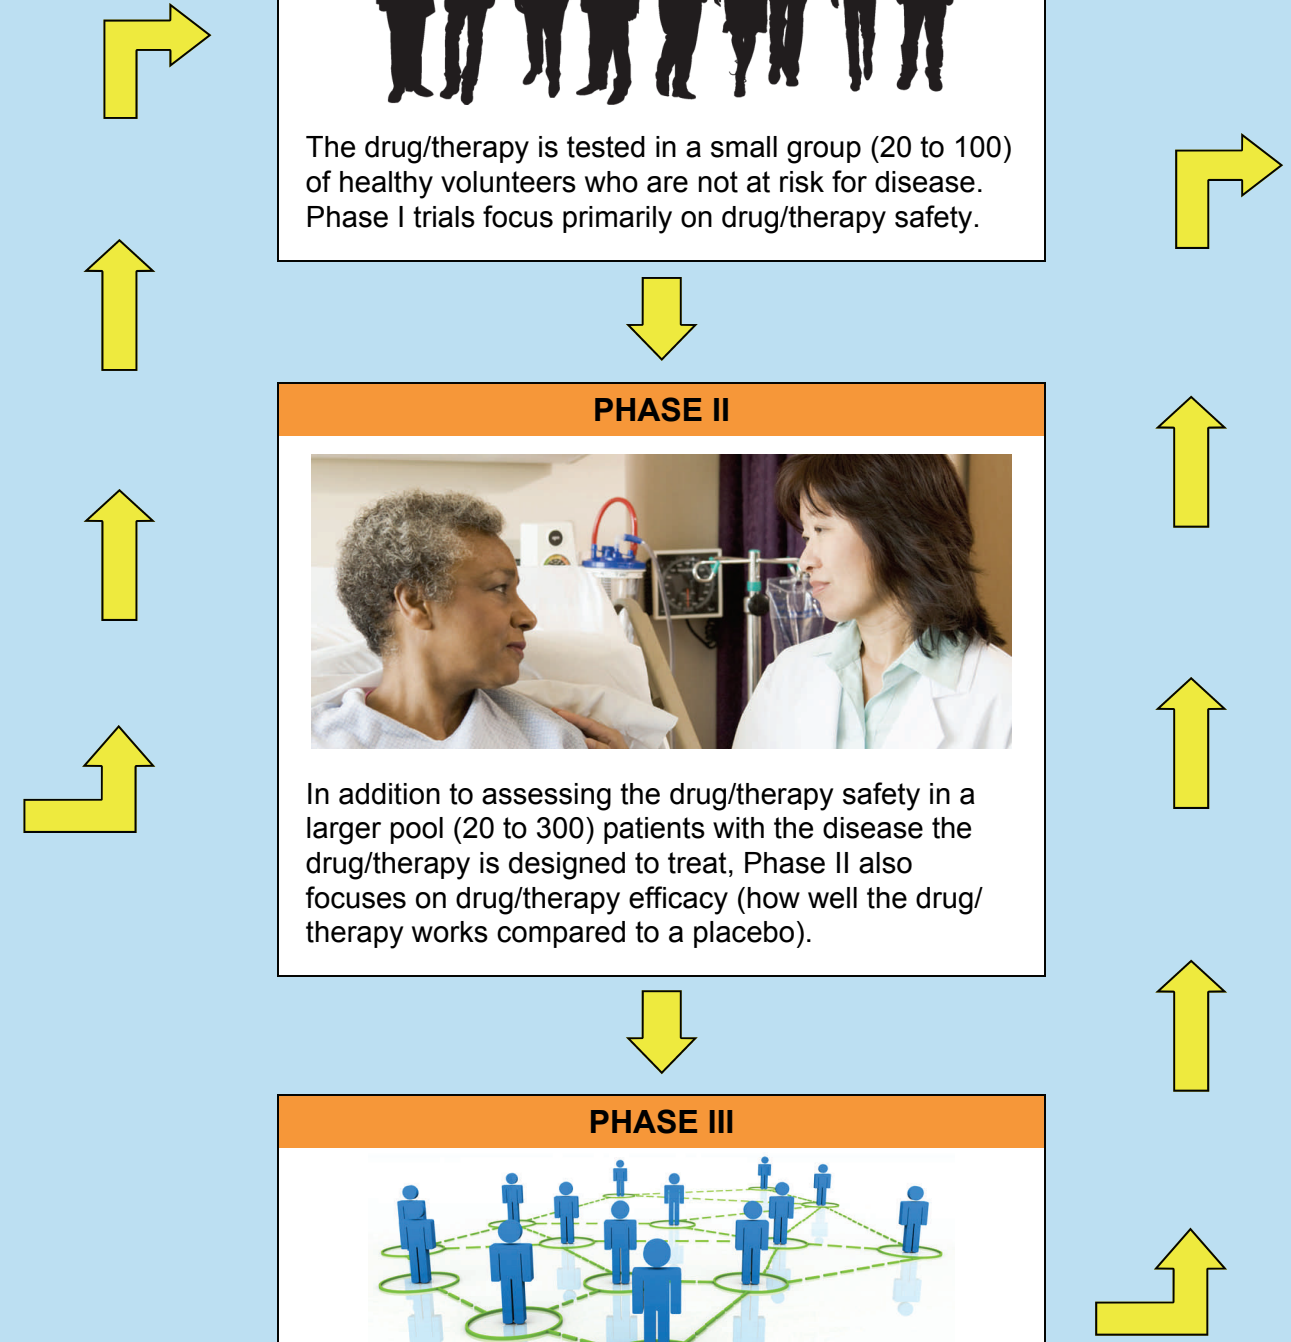 The drug/therapy is tested in a small group (20 to 100)
of healthy volunteers who are not at risk for disease.
Phase I trials focus primarily on drug/therapy safety.
PHASE II
In addition to assessing the drug/therapy safety in a
larger pool (20 to 300) patients with the disease the
drug/therapy is designed to treat, Phase II also
focuses on drug/therapy efficacy (how well the drug/
therapy works compared to a placebo).
PHASE III